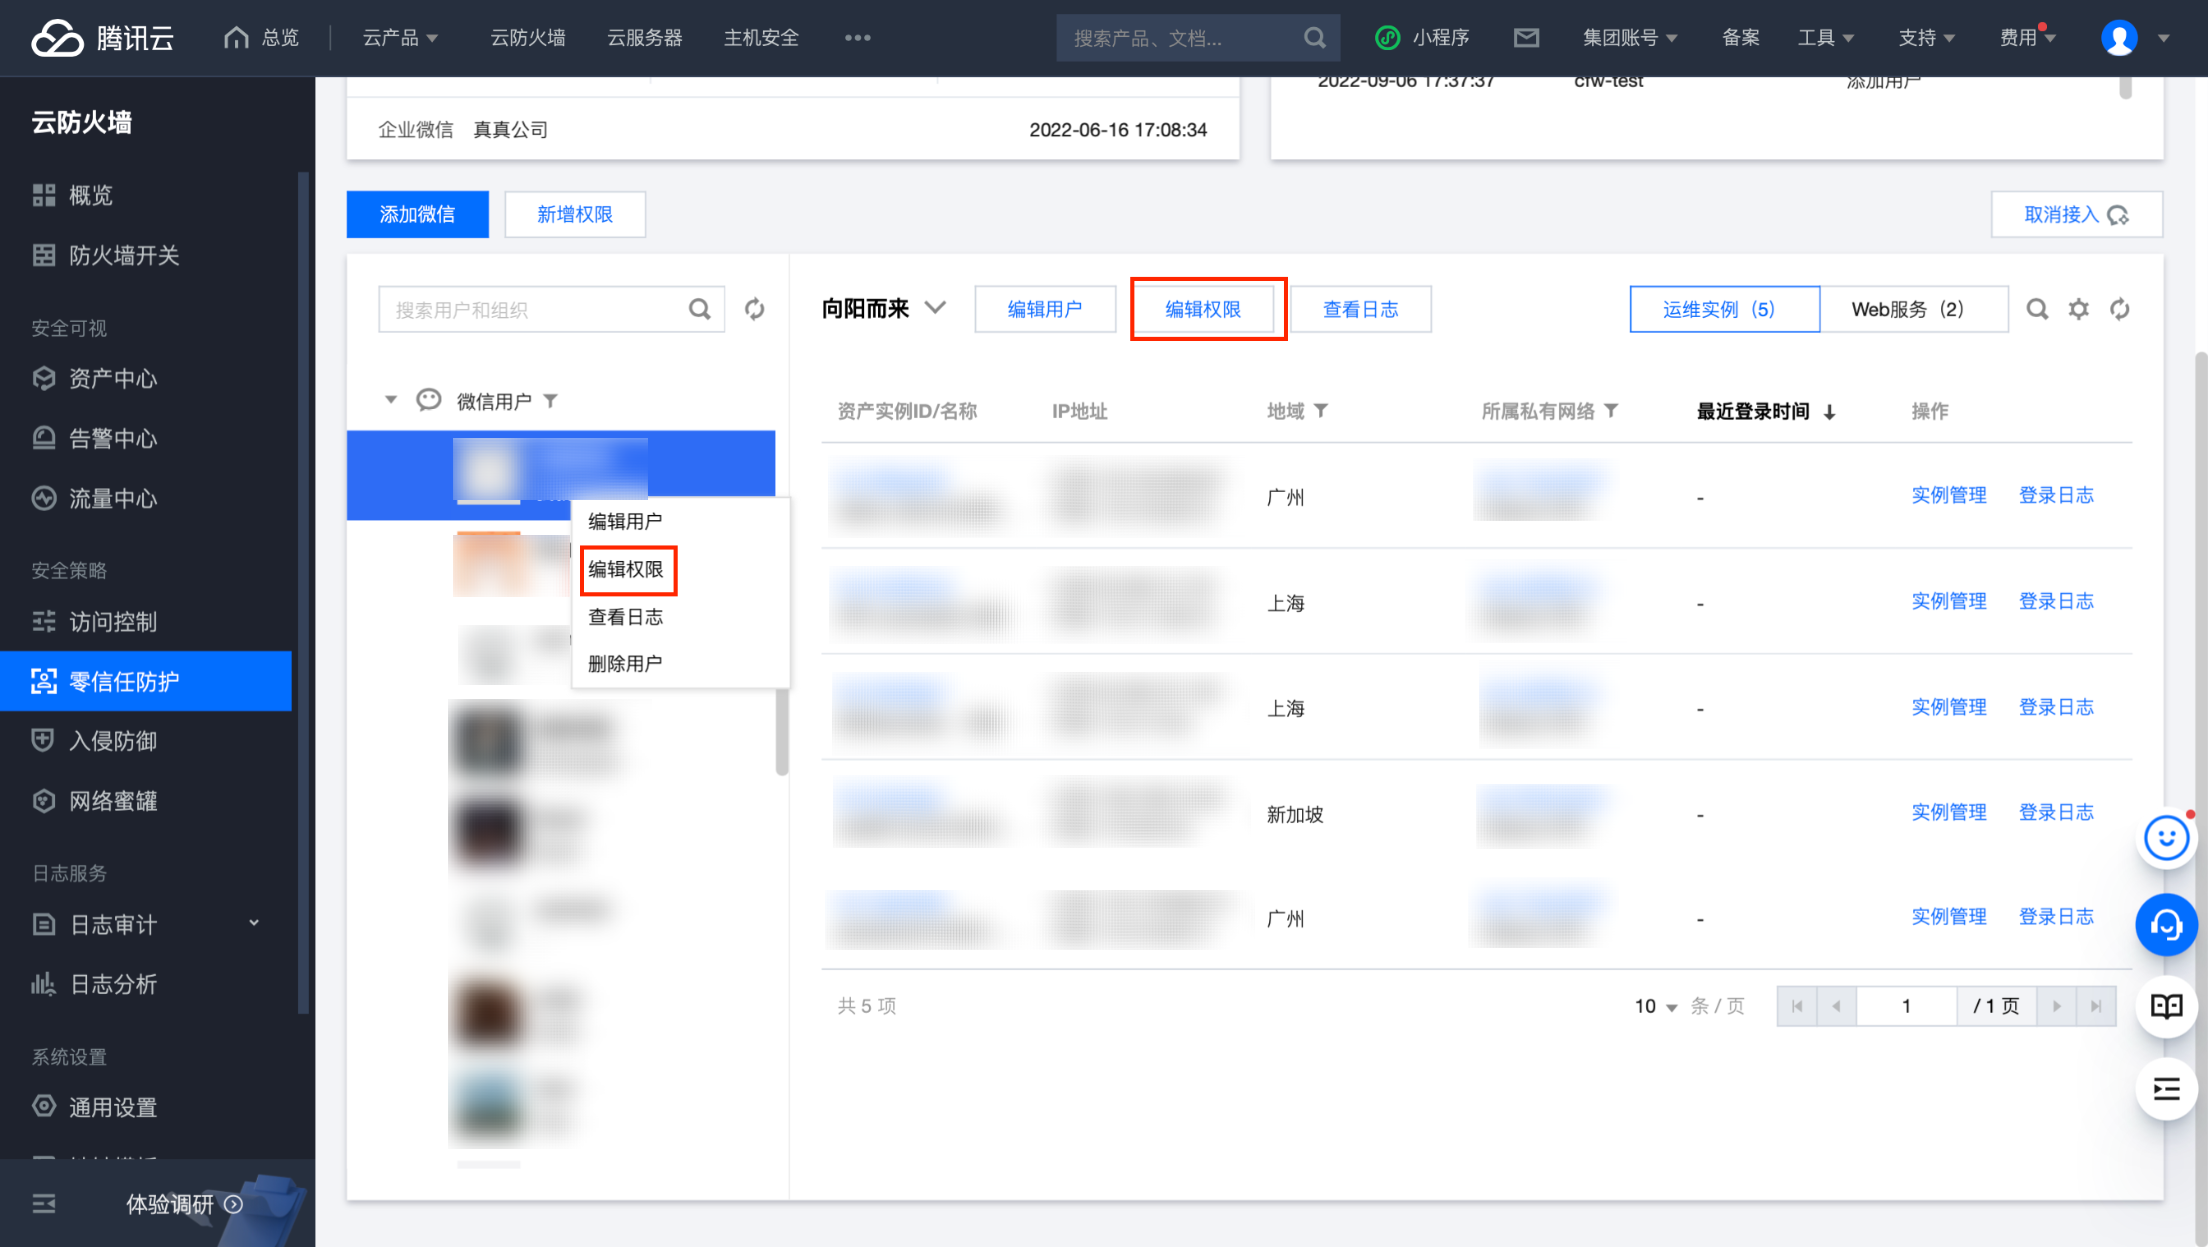 腾讯云
总览
云产品
云防火墙
云服务器
主机安全
搜索产品、文档...
小程序
集团账号
备案
工具
支持
费用
云防火墙
概览
防火墙开关
安全可视
资产中心
告警中心
流量中心
安全策略
访问控制
零信任防护
入侵防御
网络蜜罐
日志服务
日志审计
日志分析
系统设置
通用设置
体验调研
企业微信 真真公司 2022-06-16 17:08:34
2022-09-06 17:37:37 cfw-test 添加用户
添加微信 新增权限 取消接入
搜索用户和组织
微信用户
编辑用户
编辑权限
查看日志
删除用户
向阳而来 编辑用户 编辑权限 查看日志 运维实例（5） Web服务（2）
资产实例ID/名称 IP地址 地域 所属私有网络 最近登录时间 操作
广州 - 实例管理 登录日志
上海 - 实例管理 登录日志
上海 - 实例管理 登录日志
新加坡 - 实例管理 登录日志
广州 - 实例管理 登录日志
共 5 项 10 条 / 页 1 / 1 页